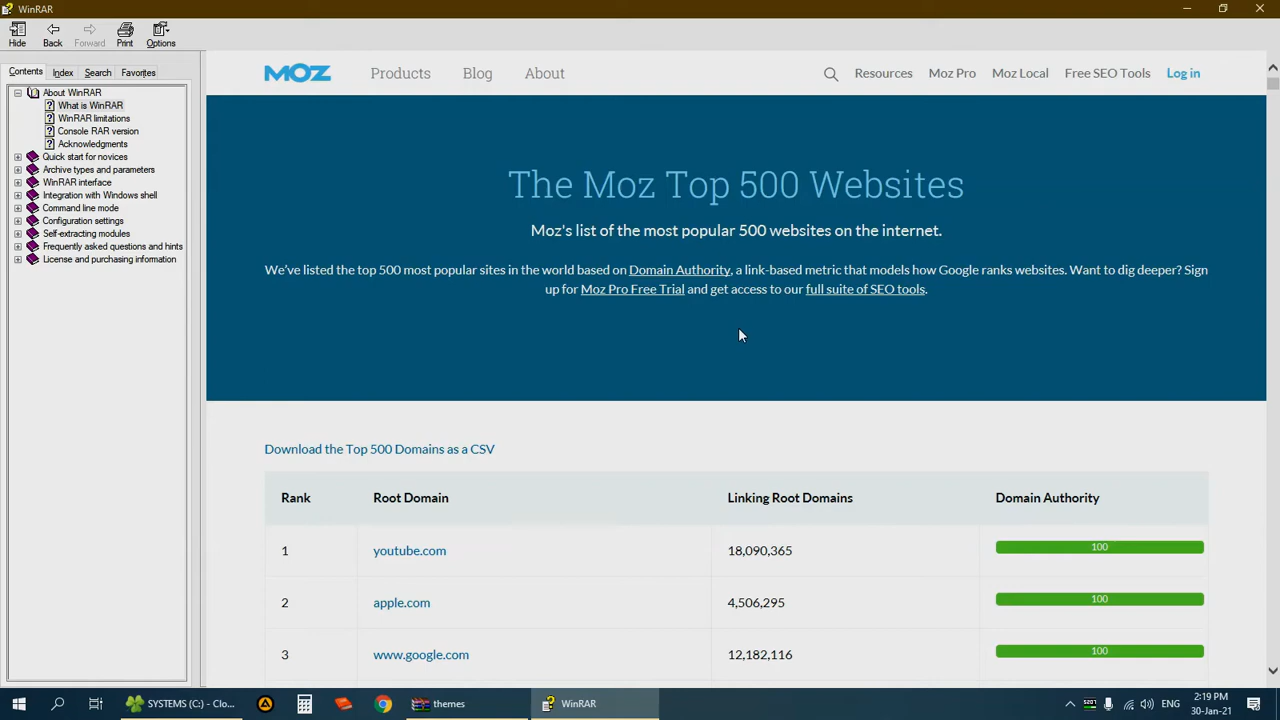 WinRAR
Hide Back Forward Print Options
Contents Index Search Favorites
About WinRAR
What is WinRAR
WinRAR limitations
Console RAR version
Acknowledgments
Quick start for novices
Archive types and parameters
WinRAR interface
Integration with Windows shell
Command line mode
Configuration settings
Self-extracting modules
Frequently asked questions and hints
License and purchasing information
MOZ Products Blog About Resources Moz Pro Moz Local Free SEO Tools Log in
The Moz Top 500 Websites
Moz's list of the most popular 500 websites on the internet.
We've listed the top 500 most popular sites in the world based on Domain Authority, a link-based metric that models how Google ranks websites. Want to dig deeper? Sign
up for Moz Pro Free Trial and get access to our full suite of SEO tools.
Download the Top 500 Domains as a CSV
Rank Root Domain Linking Root Domains Domain Authority
1 youtube.com 18,090,365 100
2 apple.com 4,506,295 100
3 www.google.com 12,182,116 100
SYSTEMS (C:) - Clo... themes WinRAR ENG 2:19 PM
30-Jan-21